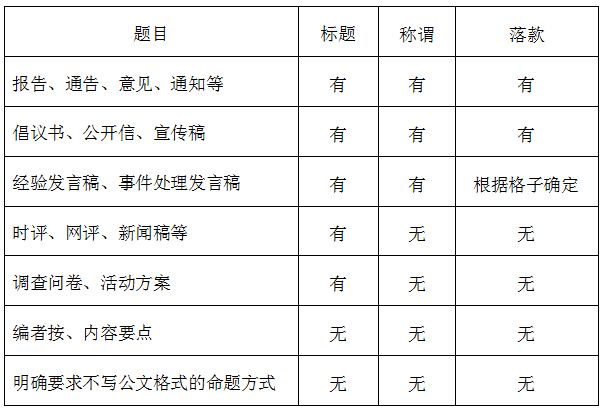 题目 标题 称谓 落款
报告、通告、意见、通知等 有 有 有
倡议书、公开信、宣传稿 有 有 有
经验发言稿、事件处理发言稿 有 有 根据格子确定
时评、网评、新闻稿等 有 无 无
调查问卷、活动方案 有 无 无
编者按、内容要点 无 无 无
明确要求不写公文格式的命题方式 无 无 无